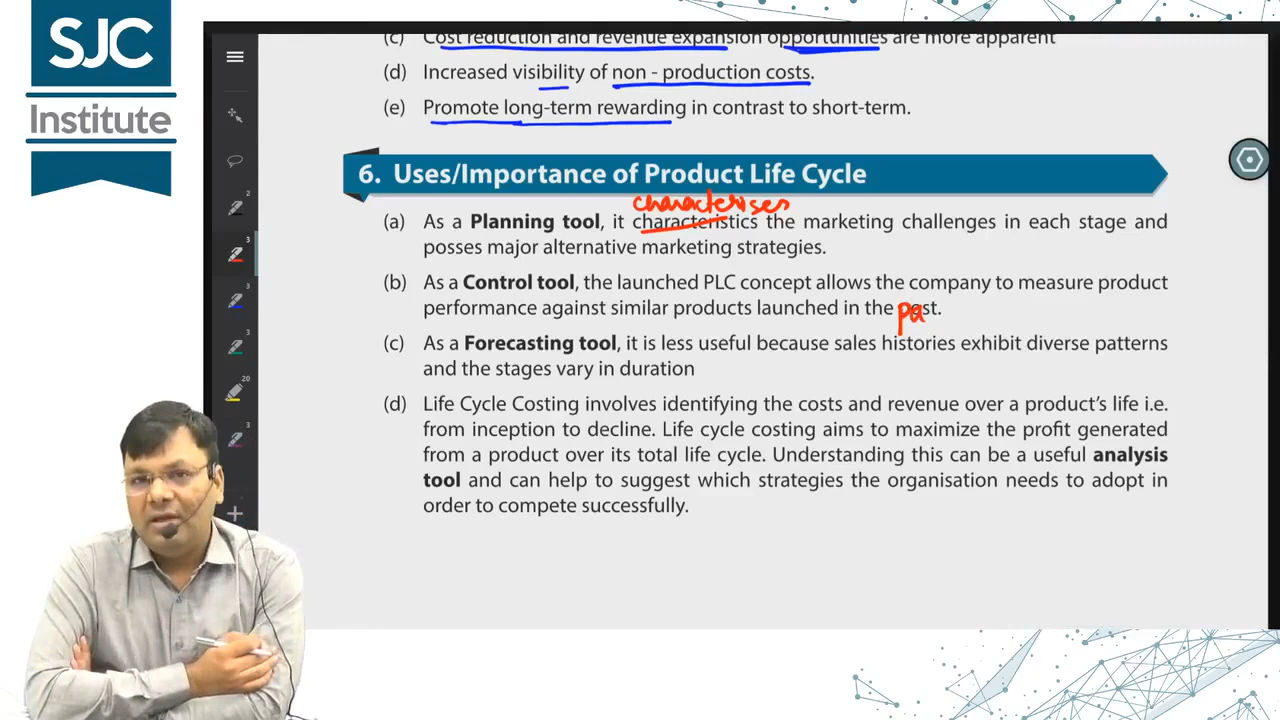 SJC
Institute
(c) Cost reduction and revenue expansion opportunities are more apparent
(d) Increased visibility of non - production costs.
(e) Promote long-term rewarding in contrast to short-term.
6. Uses/Importance of Product Life Cycle
characterises
(a) As a Planning tool, it characteristics the marketing challenges in each stage and
posses major alternative marketing strategies.
(b) As a Control tool, the launched PLC concept allows the company to measure product
performance against similar products launched in the past.
(c) As a Forecasting tool, it is less useful because sales histories exhibit diverse patterns
and the stages vary in duration
(d) Life Cycle Costing involves identifying the costs and revenue over a product's life i.e.
from inception to decline. Life cycle costing aims to maximize the profit generated
from a product over its total life cycle. Understanding this can be a useful analysis
tool and can help to suggest which strategies the organisation needs to adopt in
order to compete successfully.
2
3
3
3
20
3